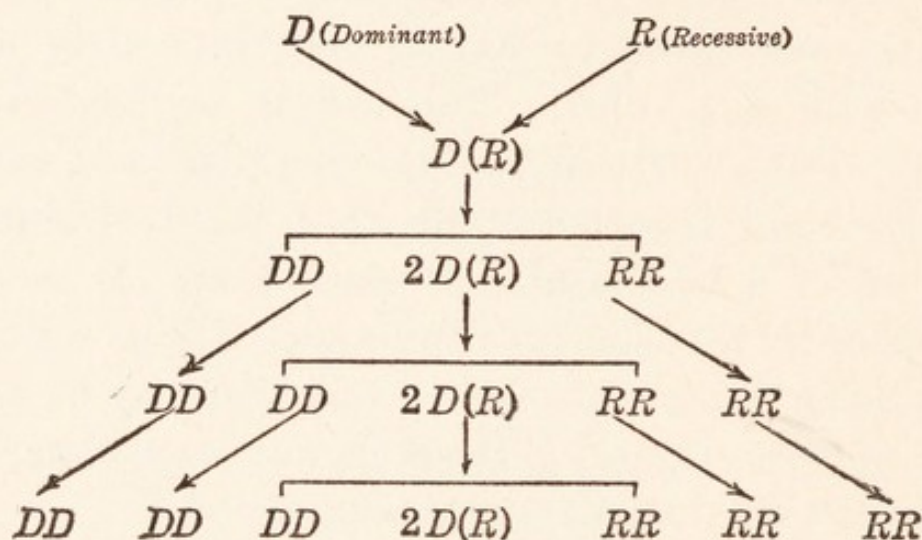 D (Dominant) R (Recessive)
D(R)
DD 2D(R) RR
DD DD 2D(R) RR RR
DD DD DD 2D(R) RR RR RR